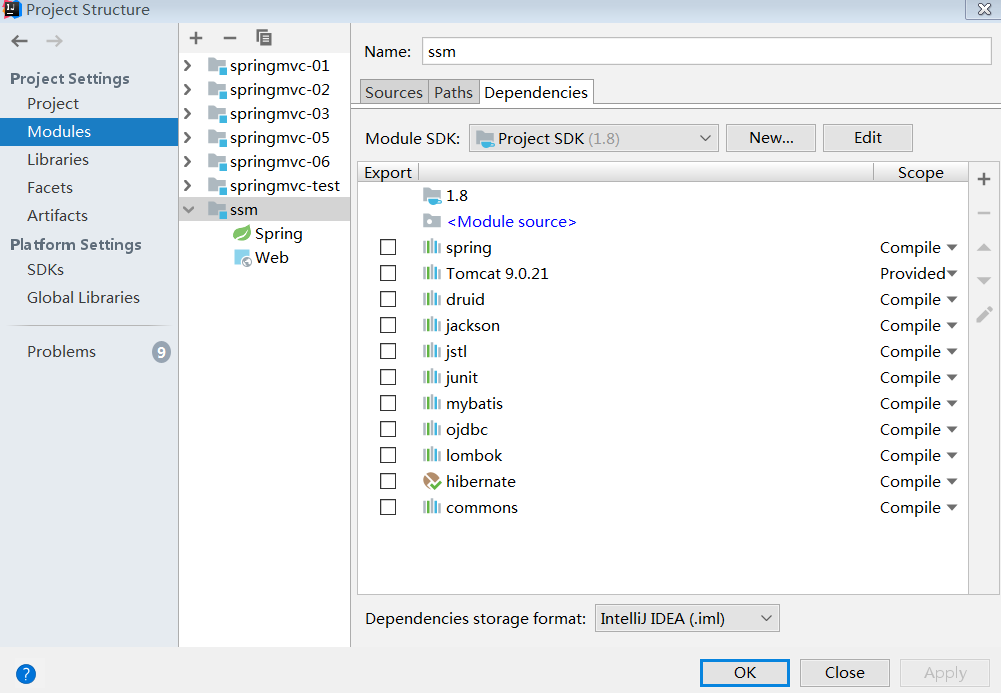 Project Structure
Project Settings
Project
Modules
Libraries
Facets
Artifacts
Platform Settings
SDKs
Global Libraries
Problems 9
springmvc-01
springmvc-02
springmvc-03
springmvc-05
springmvc-06
springmvc-test
ssm
Spring
Web
Name: ssm
Sources Paths Dependencies
Module SDK: Project SDK (1.8) New... Edit
Export Scope
1.8
<Module source>
spring Compile
Tomcat 9.0.21 Provided
druid Compile
jackson Compile
jstl Compile
junit Compile
mybatis Compile
ojdbc Compile
lombok Compile
hibernate Compile
commons Compile
Dependencies storage format: IntelliJ IDEA (.iml)
? OK Close Apply